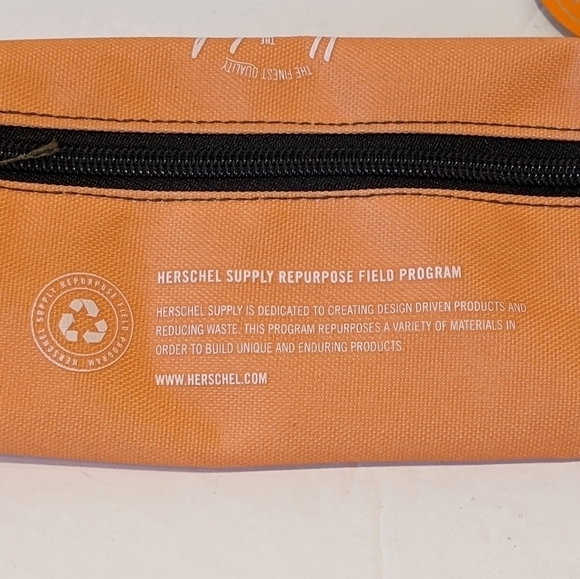 THE
THE FINEST QUALITY
HERSCHEL SUPPLY REPURPOSE FIELD PROGRAM
HERSCHEL SUPPLY REPURPOSE FIELD PROGRAM
HERSCHEL SUPPLY IS DEDICATED TO CREATING DESIGN DRIVEN PRODUCTS AND
REDUCING WASTE. THIS PROGRAM REPURPOSES A VARIETY OF MATERIALS IN
ORDER TO BUILD UNIQUE AND ENDURING PRODUCTS.
WWW.HERSCHEL.COM